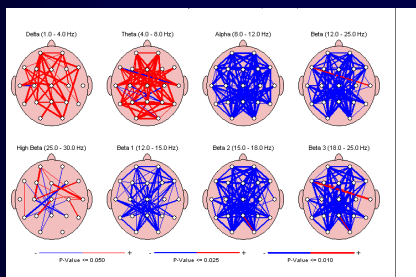 Delta (1.0 - 4.0 Hz) Theta (4.0 - 8.0 Hz) Alpha (8.0 - 12.0 Hz) Beta (12.0 - 25.0 Hz)
High Beta (25.0 - 30.0 Hz) Beta 1 (12.0 - 15.0 Hz) Beta 2 (15.0 - 18.0 Hz) Beta 3 (18.0 - 25.0 Hz)
- + - + - +
P-Value <= 0.050 P-Value <= 0.025 P-Value <= 0.010